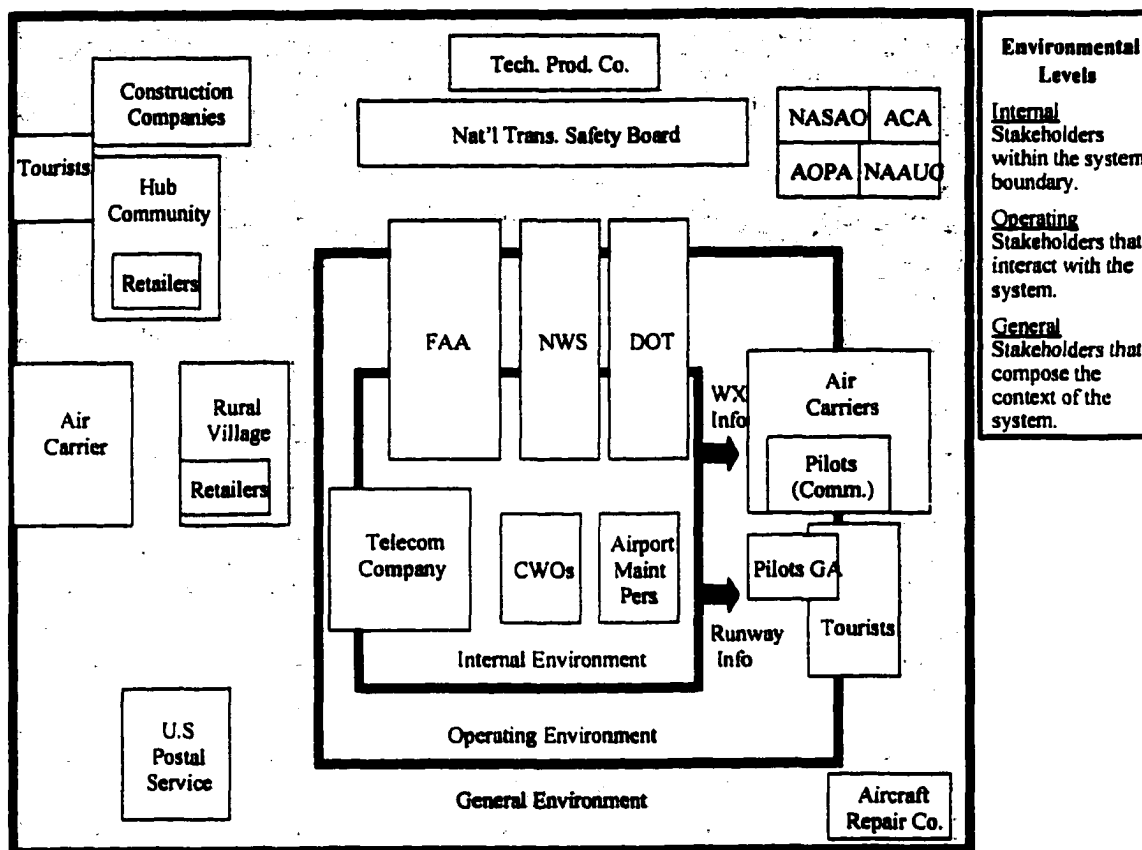 Tech. Prod. Co.
Nat'l Trans. Safety Board
Construction
Companies
Tourists
Hub
Community
Retailers
NASAO
ACA
AOPA
NAAUC
FAA
NWS
DOT
Air
Carrier
Rural
Village
Retailers
WX
Info
Air
Carriers
Pilots
(Comm.)
Telecom
Company
CWOs
Airport
Maint
Pers
Pilots GA
Tourists
Runway
Info
Internal Environment
Operating Environment
General Environment
U.S
Postal
Service
Aircraft
Repair Co.
Environmental
Levels
Internal
Stakeholders
within the system
boundary.
Operating
Stakeholders that
interact with the
system.
General
Stakeholders that
compose the
context of the
system.